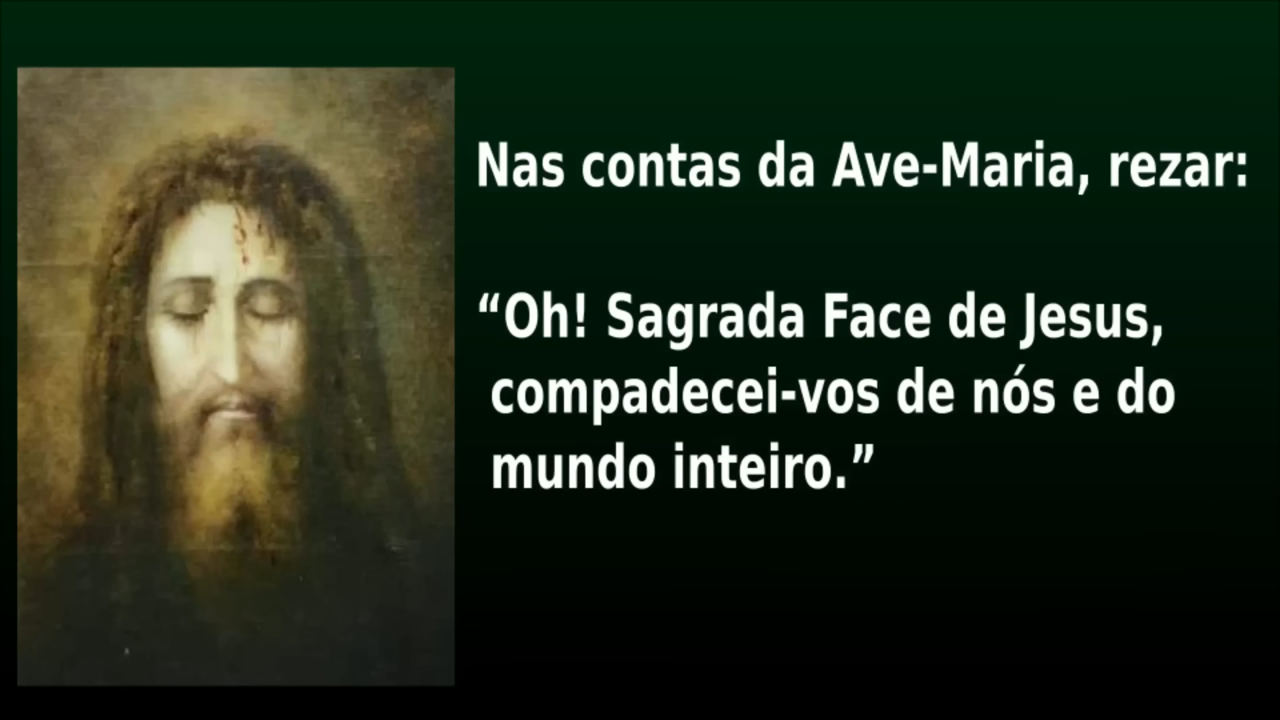 Nas contas da Ave-Maria, rezar:
“Oh! Sagrada Face de Jesus,
compadecei-vos de nós e do
mundo inteiro.”